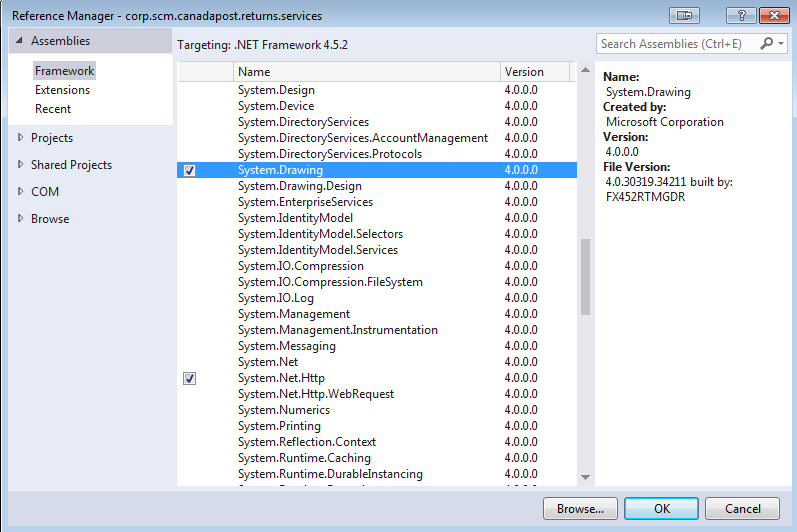 Reference Manager - corp.scm.canadapost.returns.services
Assemblies
Framework
Extensions
Recent
Projects
Shared Projects
COM
Browse
Targeting: .NET Framework 4.5.2
Search Assemblies (Ctrl+E)
Name Version
System.Design 4.0.0.0
System.Device 4.0.0.0
System.DirectoryServices 4.0.0.0
System.DirectoryServices.AccountManagement 4.0.0.0
System.DirectoryServices.Protocols 4.0.0.0
System.Drawing 4.0.0.0
System.Drawing.Design 4.0.0.0
System.EnterpriseServices 4.0.0.0
System.IdentityModel 4.0.0.0
System.IdentityModel.Selectors 4.0.0.0
System.IdentityModel.Services 4.0.0.0
System.IO.Compression 4.0.0.0
System.IO.Compression.FileSystem 4.0.0.0
System.IO.Log 4.0.0.0
System.Management 4.0.0.0
System.Management.Instrumentation 4.0.0.0
System.Messaging 4.0.0.0
System.Net 4.0.0.0
System.Net.Http 4.0.0.0
System.Net.Http.WebRequest 4.0.0.0
System.Numerics 4.0.0.0
System.Printing 4.0.0.0
System.Reflection.Context 4.0.0.0
System.Runtime.Caching 4.0.0.0
System.Runtime.DurableInstancing 4.0.0.0
Name:
System.Drawing
Created by:
Microsoft Corporation
Version:
4.0.0.0
File Version:
4.0.30319.34211 built by:
FX452RTMGDR
Browse... OK Cancel